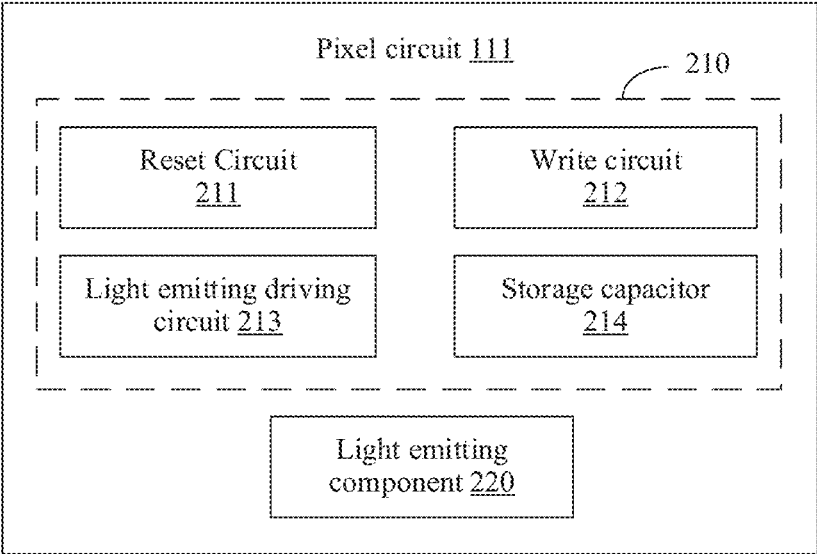 Pixel circuit 111
210
Reset Circuit
211
Write circuit
212
Light emitting driving
circuit 213
Storage capacitor
214
Light emitting
component 220